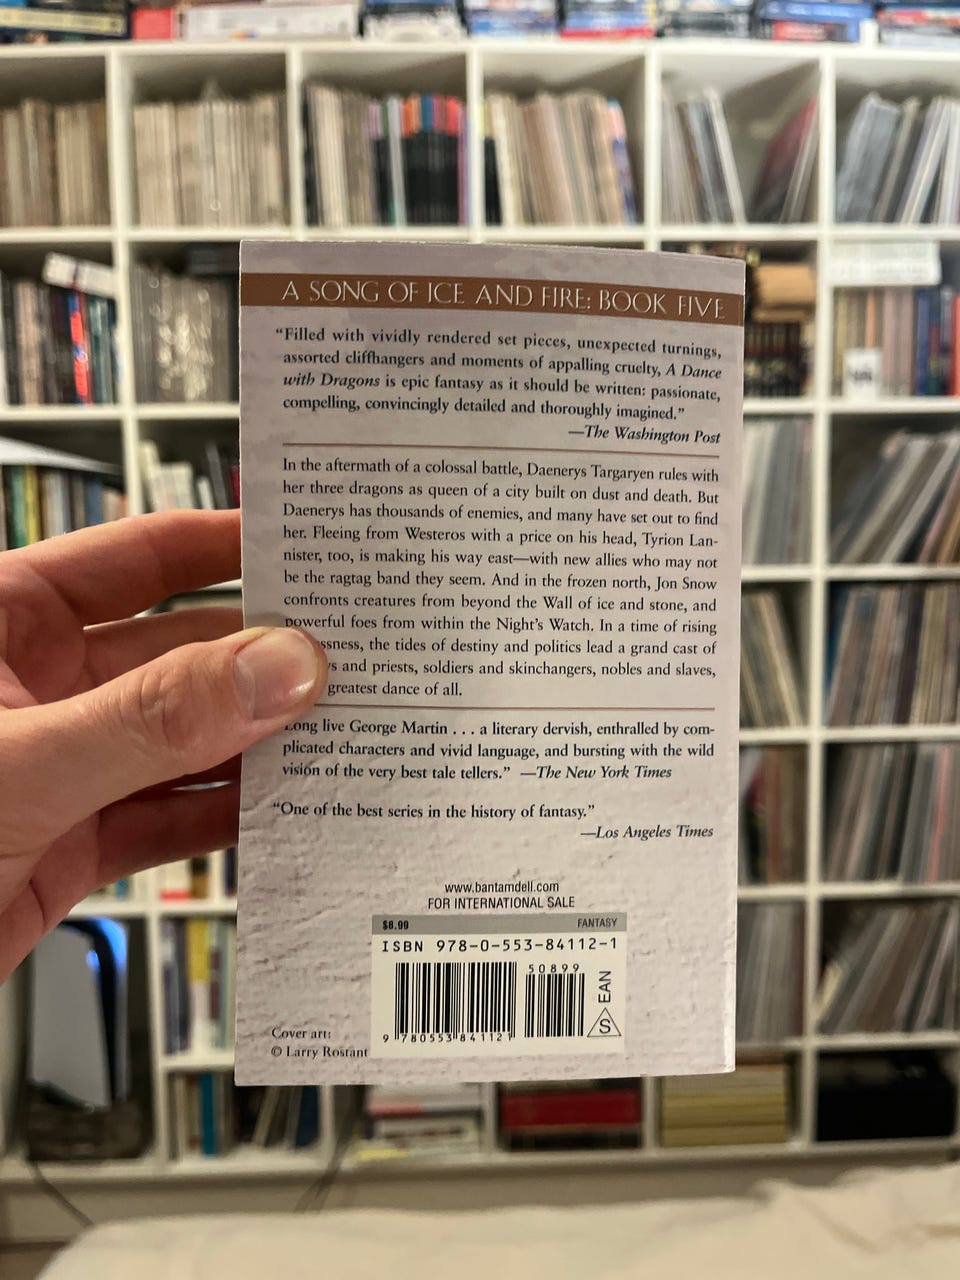 A SONG OF ICE AND FIRE: BOOK FIVE
“Filled with vividly rendered set pieces, unexpected turnings,
assorted cliffhangers and moments of appalling cruelty, A Dance
with Dragons is epic fantasy as it should be written: passionate,
compelling, convincingly detailed and thoroughly imagined.”
—The Washington Post
In the aftermath of a colossal battle, Daenerys Targaryen rules with
her three dragons as queen of a city built on dust and death. But
Daenerys has thousands of enemies, and many have set out to find
her. Fleeing from Westeros with a price on his head, Tyrion Lan-
nister, too, is making his way east—with new allies who may not
be the ragtag band they seem. And in the frozen north, Jon Snow
confronts creatures from beyond the Wall of ice and stone, and
powerful foes from within the Night’s Watch. In a time of rising
the tides of destiny and politics lead a grand cast of
and priests, soldiers and skinchangers, nobles and slaves,
greatest dance of all.
Long live George Martin . . . a literary dervish, enthralled by com-
plicated characters and vivid language, and bursting with the wild
vision of the very best tale tellers.” —The New York Times
“One of the best series in the history of fantasy.”
—Los Angeles Times
www.bantamdell.com
FOR INTERNATIONAL SALE
$8.99 FANTASY
ISBN 978-0-553-84112-1
50899
EAN
S
9 780553 841121
Cover art:
© Larry Rostant